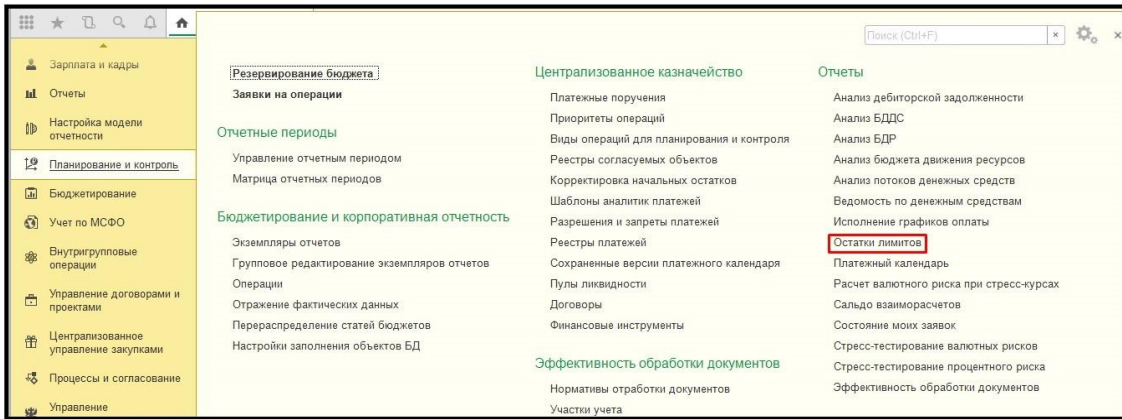 Поиск (Ctrl+F)
Зарплата и кадры
Отчеты
Настройка модели
отчетности
Планирование и контроль
Бюджетирование
Учет по МСФО
Внутригрупповые
операции
Управление договорами и
проектами
Централизованное
управление закупками
Процессы и согласование
Управление
Резервирование бюджета
Заявки на операции
Отчетные периоды
Управление отчетным периодом
Матрица отчетных периодов
Бюджетирование и корпоративная отчетность
Экземпляры отчетов
Групповое редактирование экземпляров отчетов
Операции
Отражение фактических данных
Перераспределение статей бюджетов
Настройки заполнения объектов БД
Централизованное казначейство
Платежные поручения
Приоритеты операций
Виды операций для планирования и контроля
Реестры согласуемых объектов
Корректировка начальных остатков
Шаблоны аналитик платежей
Разрешения и запреты платежей
Реестры платежей
Сохраненные версии платежного календаря
Пулы ликвидности
Договоры
Финансовые инструменты
Эффективность обработки документов
Нормативы отработки документов
Участки учета
Отчеты
Анализ дебиторской задолженности
Анализ БДДС
Анализ БДР
Анализ бюджета движения ресурсов
Анализ потоков денежных средств
Ведомость по денежным средствам
Исполнение графиков оплаты
Остатки лимитов
Платежный календарь
Расчет валютного риска при стресс-курсах
Сальдо взаиморасчетов
Состояние моих заявок
Стресс-тестирование валютных рисков
Стресс-тестирование процентного риска
Эффективность обработки документов